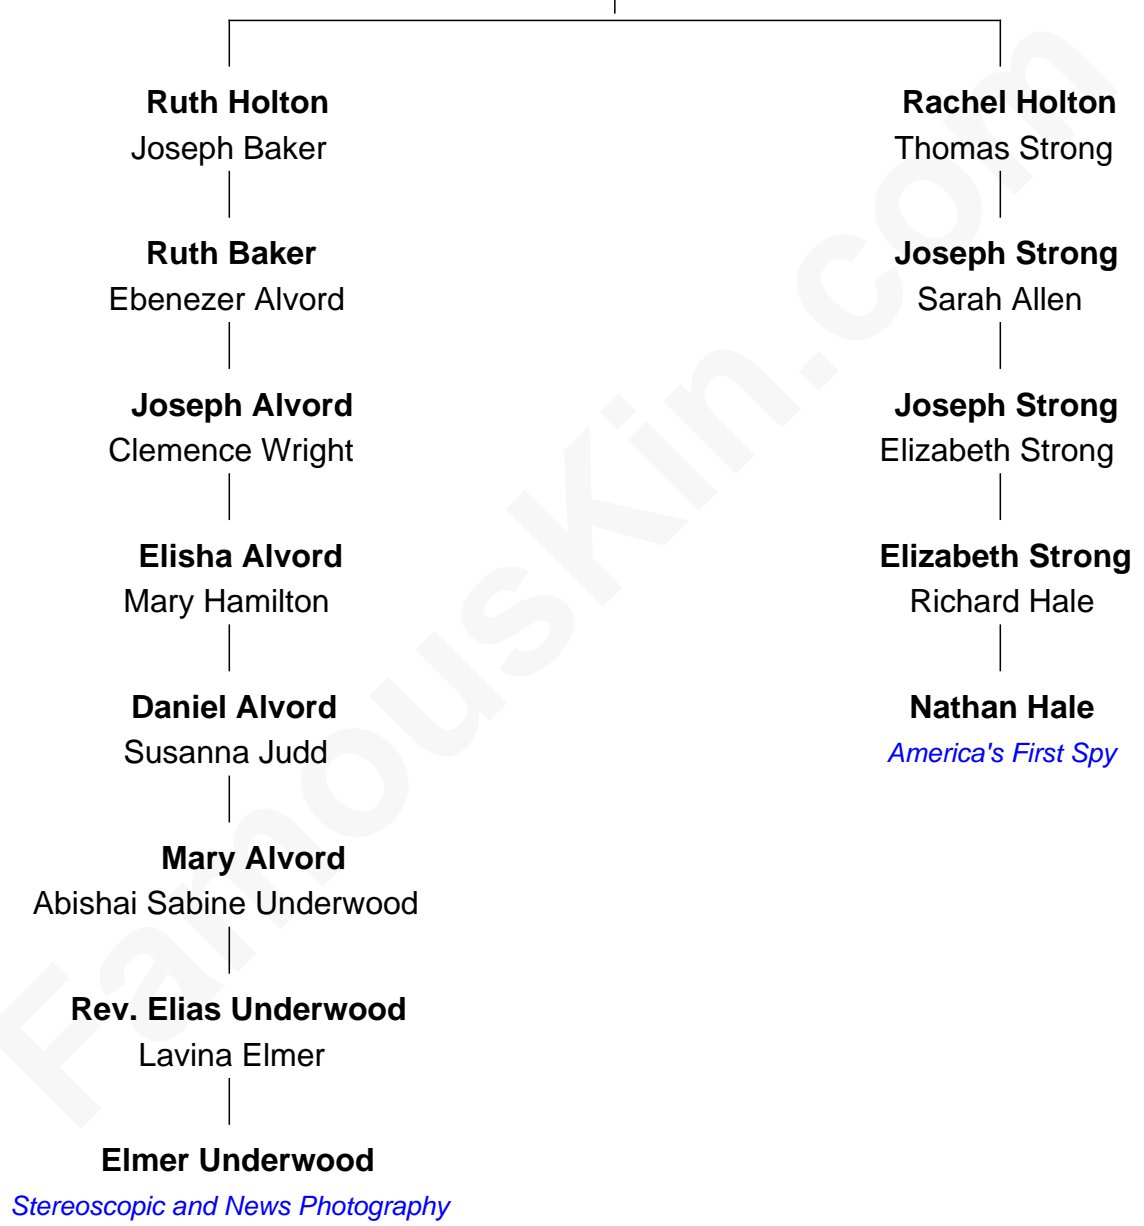 Ruth Holton
Joseph Baker
Ruth Baker
Ebenezer Alvord
Joseph Alvord
Clemence Wright
Elisha Alvord
Mary Hamilton
Daniel Alvord
Susanna Judd
Mary Alvord
Abishai Sabine Underwood
Rev. Elias Underwood
Lavina Elmer
Elmer Underwood
Stereoscopic and News Photography
Rachel Holton
Thomas Strong
Joseph Strong
Sarah Allen
Joseph Strong
Elizabeth Strong
Elizabeth Strong
Richard Hale
Nathan Hale
America's First Spy
FamousKin.com